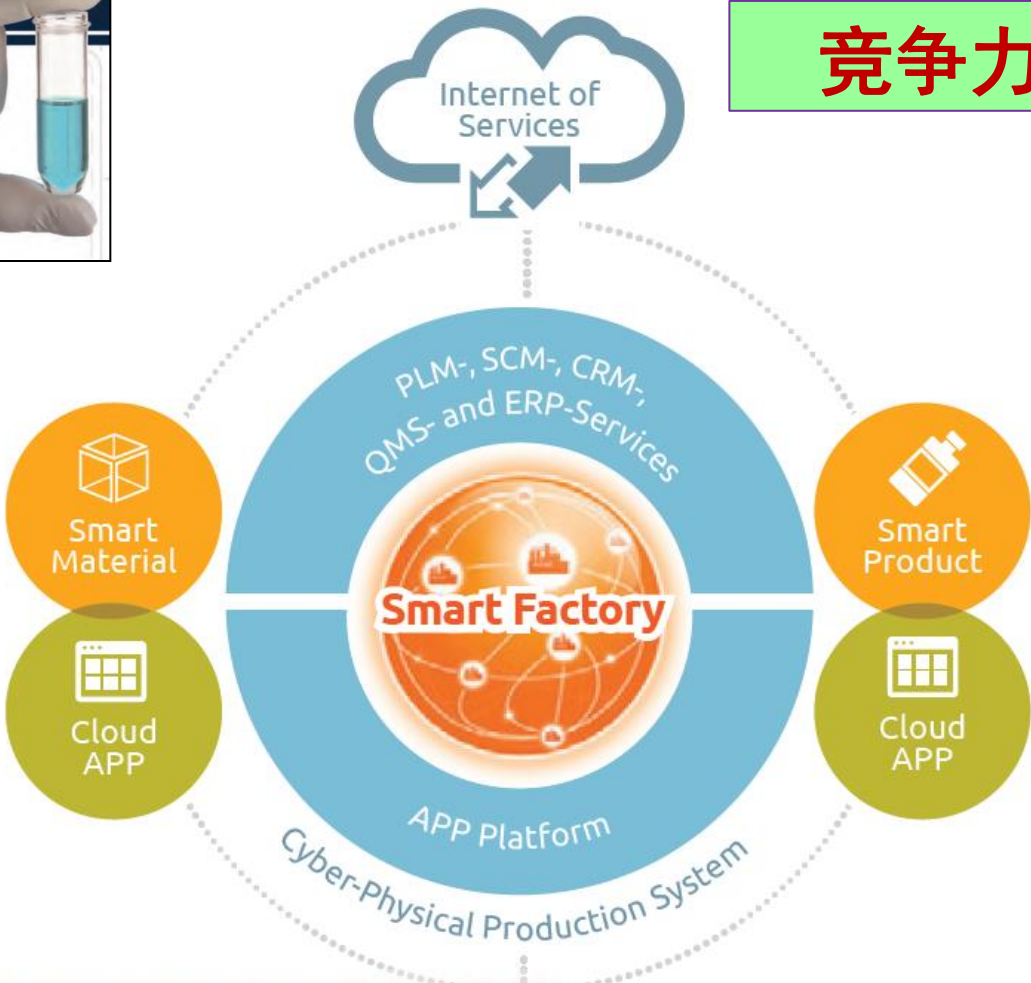 竞争力
Internet of
Services
PLM-, SCM-, CRM-,
QMS- and ERP-Services
Smart
Material
Smart
Product
Smart Factory
Cloud
APP
Cloud
APP
APP Platform
Cyber-Physical Production System